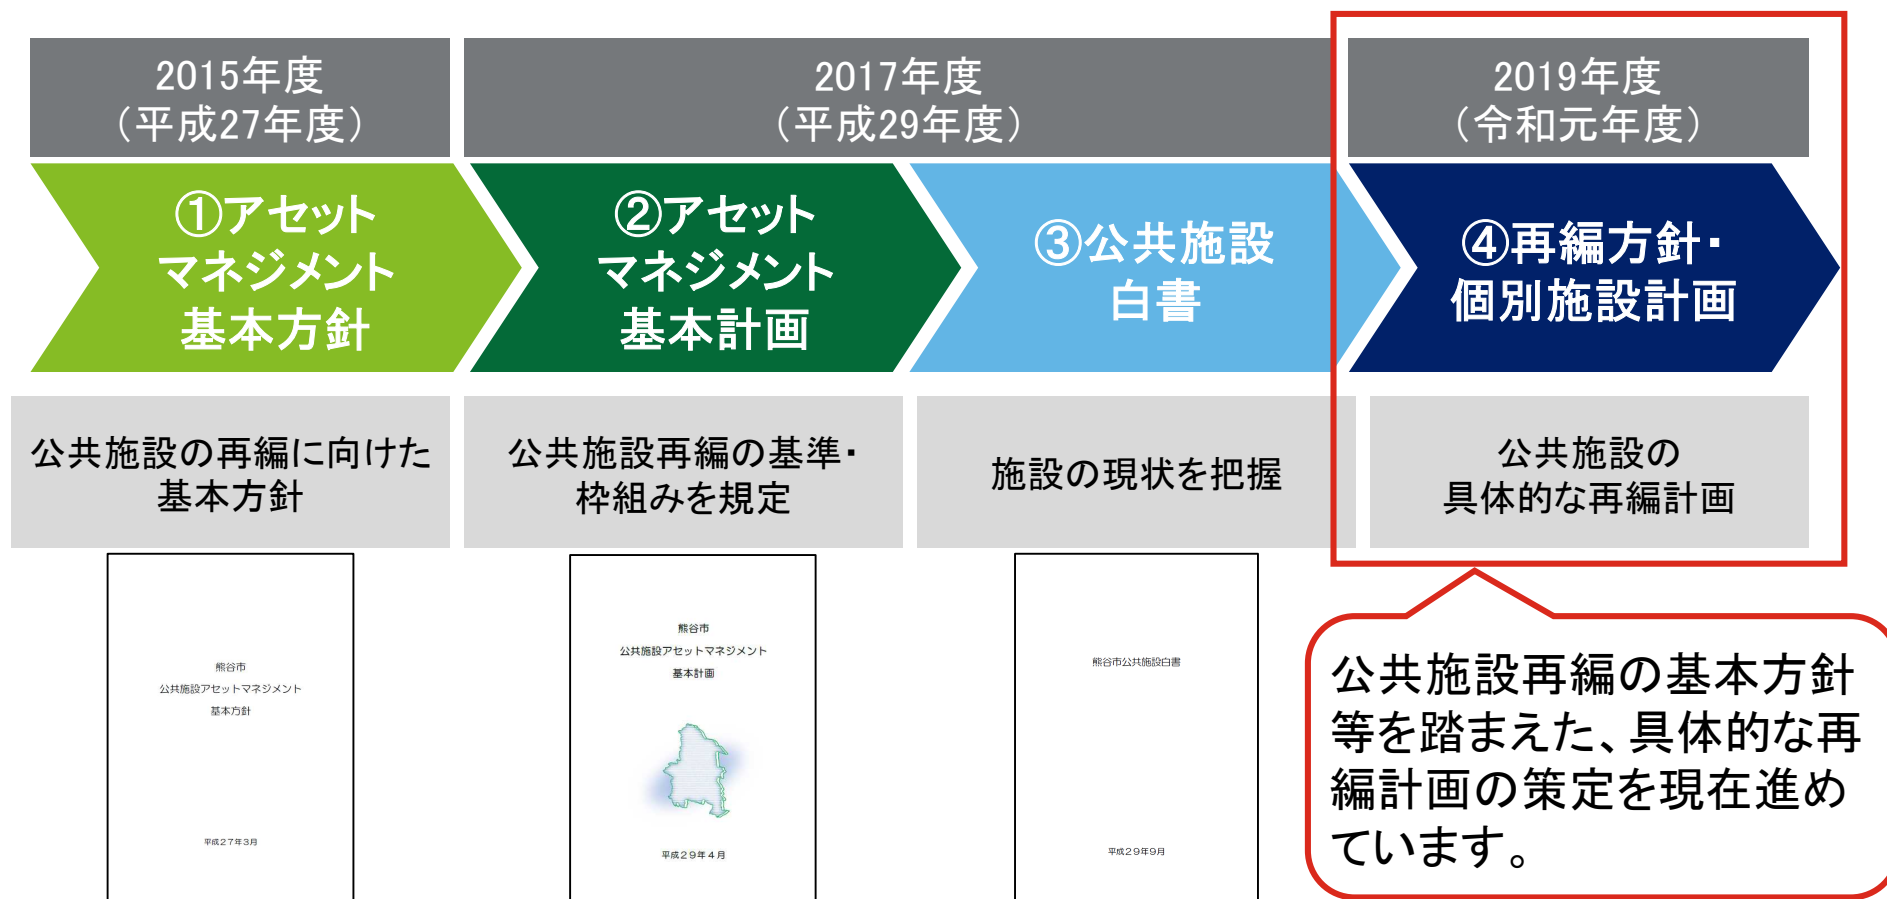 2015年度
（平成27年度）
2017年度
（平成29年度）
2019年度
（令和元年度）
①アセット
マネジメント
基本方針
②アセット
マネジメント
基本計画
③公共施設
白書
④再編方針・
個別施設計画
公共施設の再編に向けた
基本方針
公共施設再編の基準・
枠組みを規定
施設の現状を把握
公共施設の
具体的な再編計画
熊谷市
公共施設アセットマネジメント
基本方針
平成27年3月
熊谷市
公共施設アセットマネジメント
基本計画
平成29年4月
熊谷市公共施設白書
平成29年9月
公共施設再編の基本方針
等を踏まえた、具体的な再
編計画の策定を現在進め
ています。